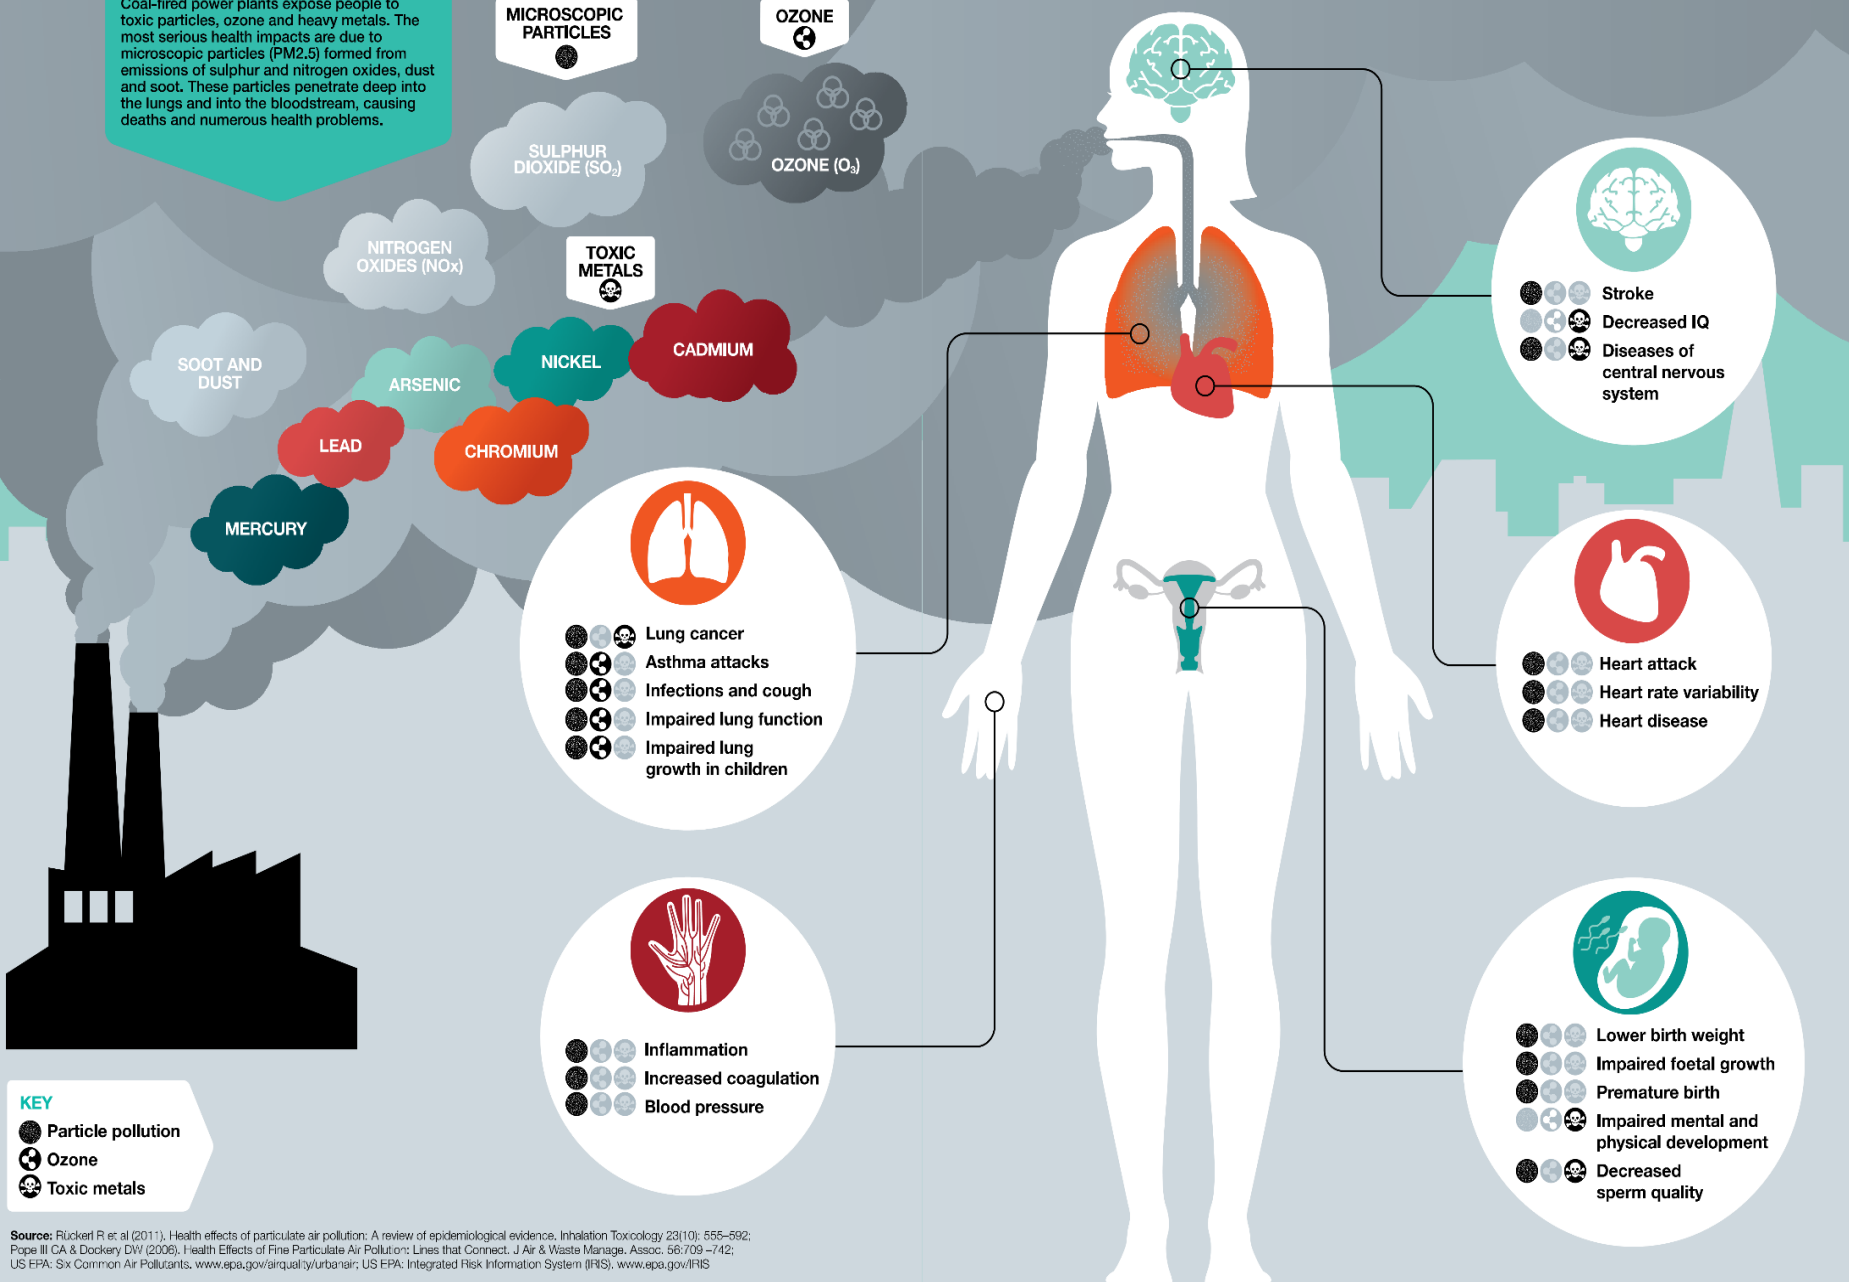 Coal-fired power plants expose people to
toxic particles, ozone and heavy metals. The
most serious health impacts are due to
microscopic particles (PM2.5) formed from
emissions of sulphur and nitrogen oxides, dust
and soot. These particles penetrate deep into
the lungs and into the bloodstream, causing
deaths and numerous health problems.
MICROSCOPIC
PARTICLES
OZONE
SULPHUR
DIOXIDE (SO₂)
OZONE (O₃)
NITROGEN
OXIDES (NOx)
TOXIC
METALS
SOOT AND
DUST
ARSENIC
NICKEL
CADMIUM
LEAD
CHROMIUM
MERCURY
Stroke
Decreased IQ
Diseases of
central nervous
system
Lung cancer
Asthma attacks
Infections and cough
Impaired lung function
Impaired lung
growth in children
Heart attack
Heart rate variability
Heart disease
Inflammation
Increased coagulation
Blood pressure
Lower birth weight
Impaired foetal growth
Premature birth
Impaired mental and
physical development
Decreased
sperm quality
KEY
Particle pollution
Ozone
Toxic metals
Source: Rückerl R et al (2011). Health effects of particulate air pollution: A review of epidemiological evidence. Inhalation Toxicology 23(10): 555–592;
Pope III CA & Dockery DW (2006). Health Effects of Fine Particulate Air Pollution: Lines that Connect. J Air & Waste Manage. Assoc. 56:709 –742;
US EPA: Six Common Air Pollutants. www.epa.gov/airquality/urbanair; US EPA: Integrated Risk Information System (IRIS). www.epa.gov/IRIS